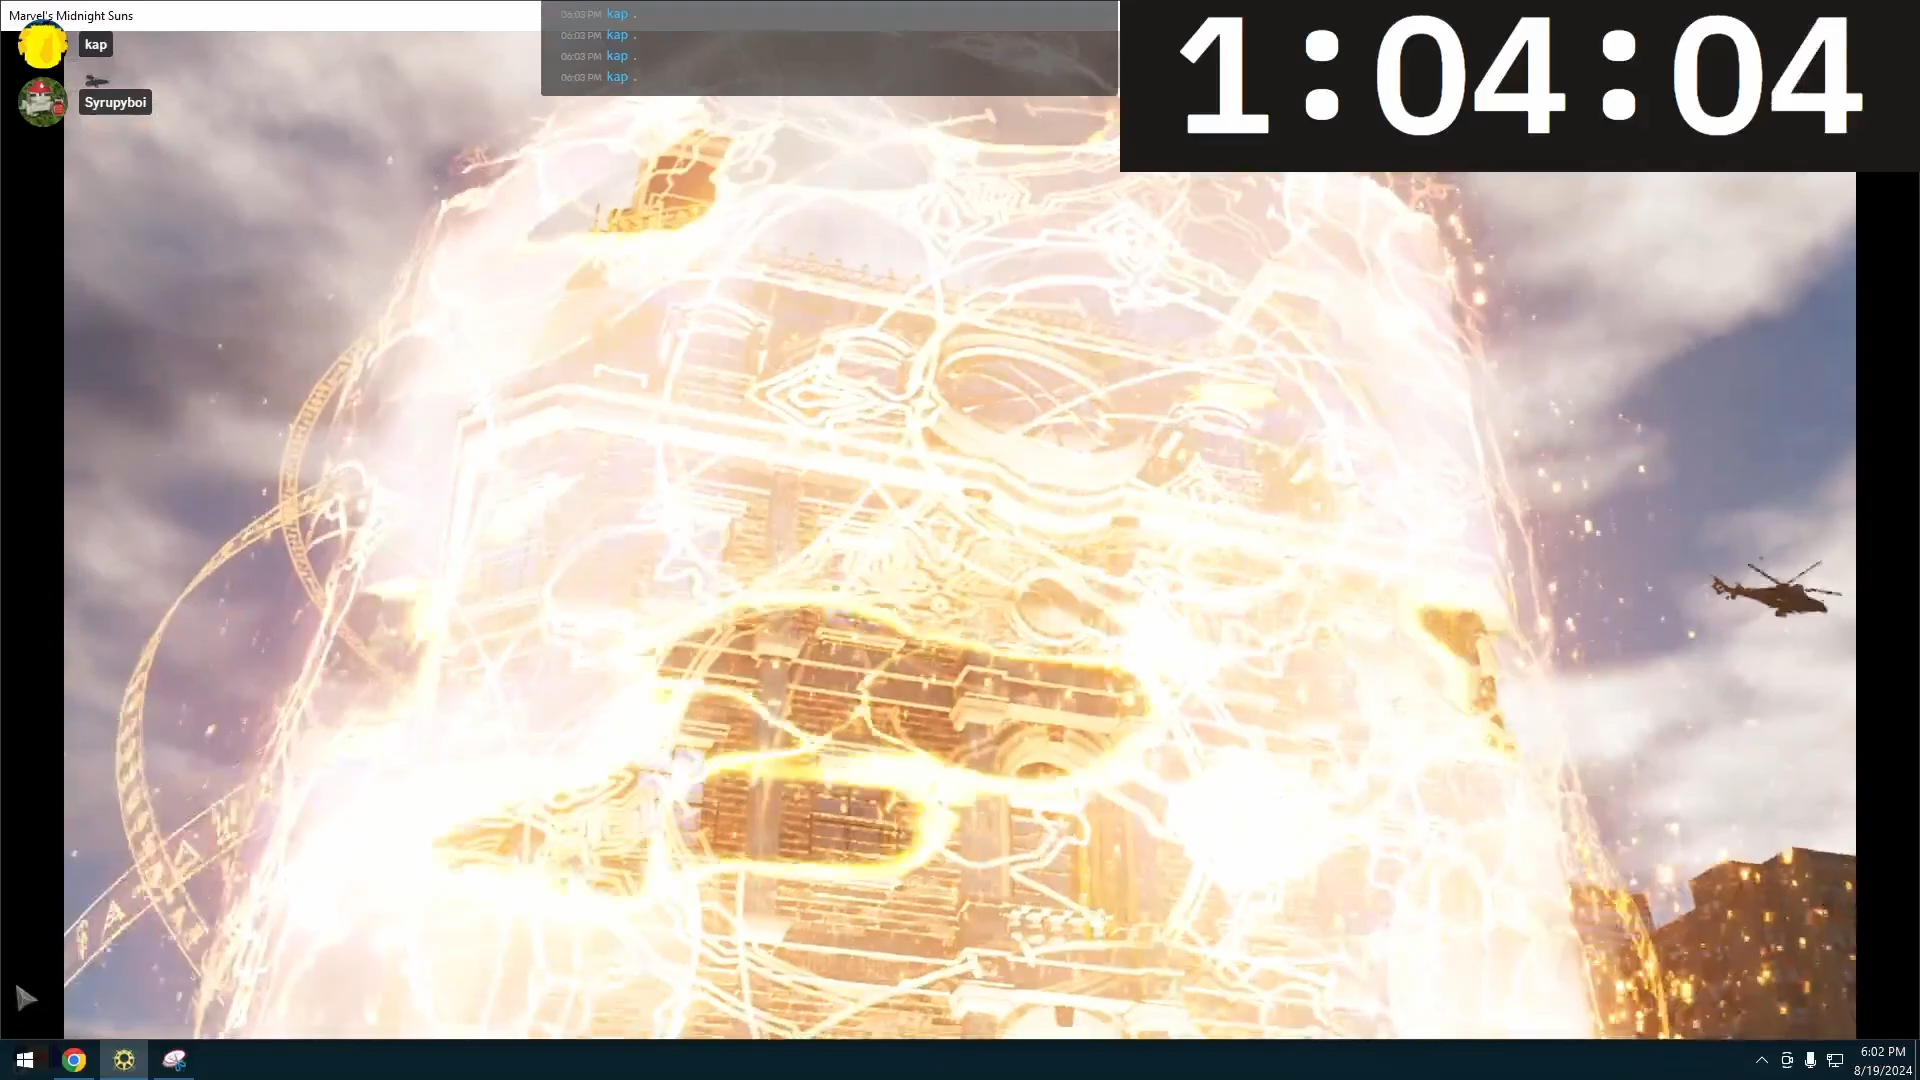 Marvel's Midnight Suns
kap
Syrupyboi
06:03 PM kap .
06:03 PM kap .
06:03 PM kap .
06:03 PM kap .
1:04:04
6:02 PM
8/19/2024